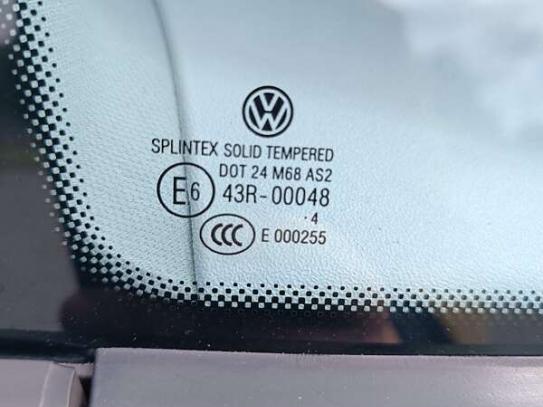 SPLINTEX SOLID TEMPERED
DOT 24 M68 AS2
E6 43R-00048
·4
CCC E 000255